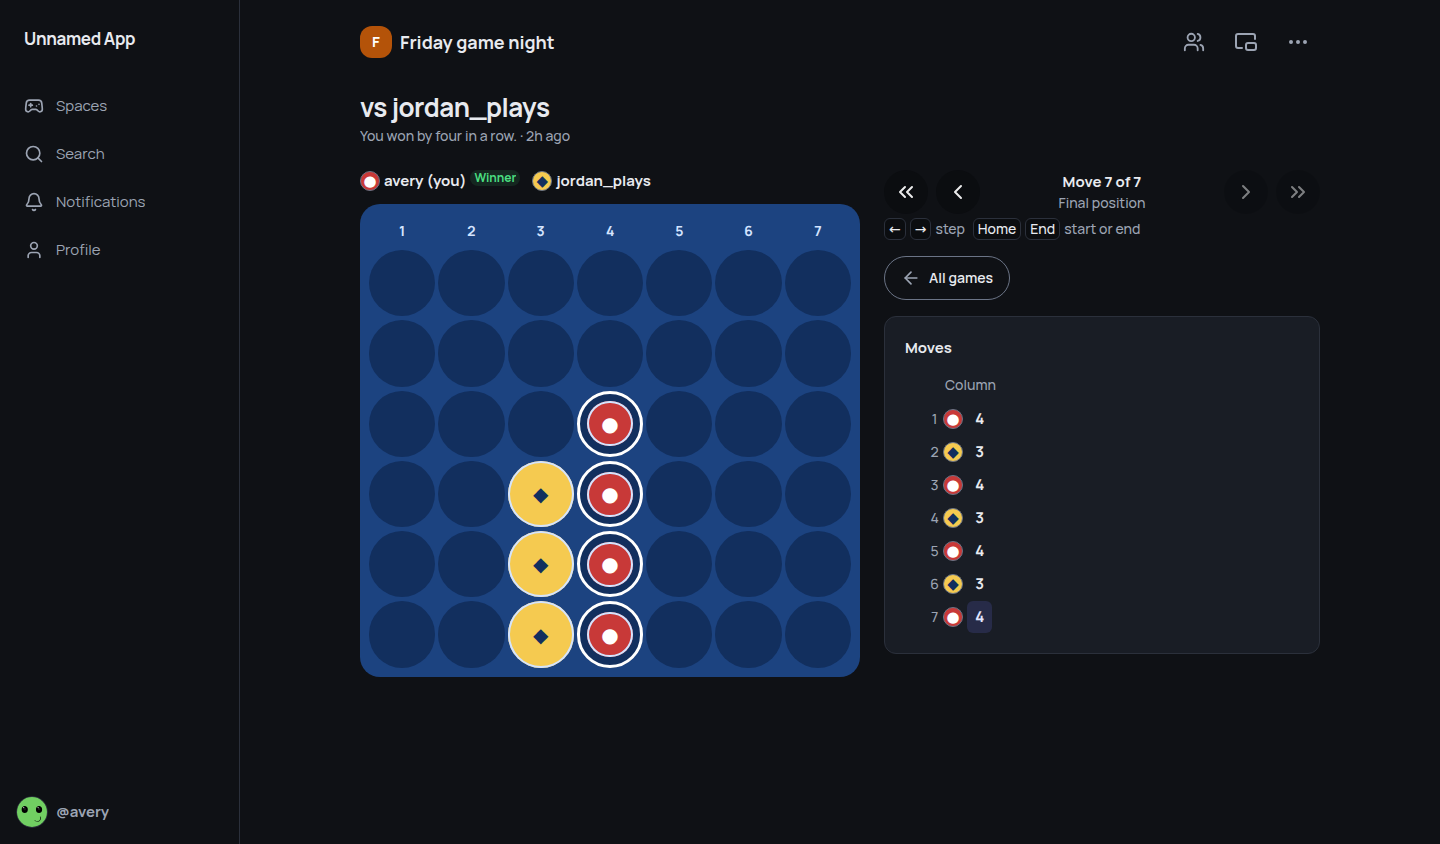 Unnamed App
Spaces
Search
Notifications
Profile
@avery
F Friday game night
vs jordan_plays
You won by four in a row. · 2h ago
avery (you) Winner jordan_plays
1 2 3 4 5 6 7
Move 7 of 7
Final position
← → step Home End start or end
← All games
Moves
Column
1 4
2 3
3 4
4 3
5 4
6 3
7 4